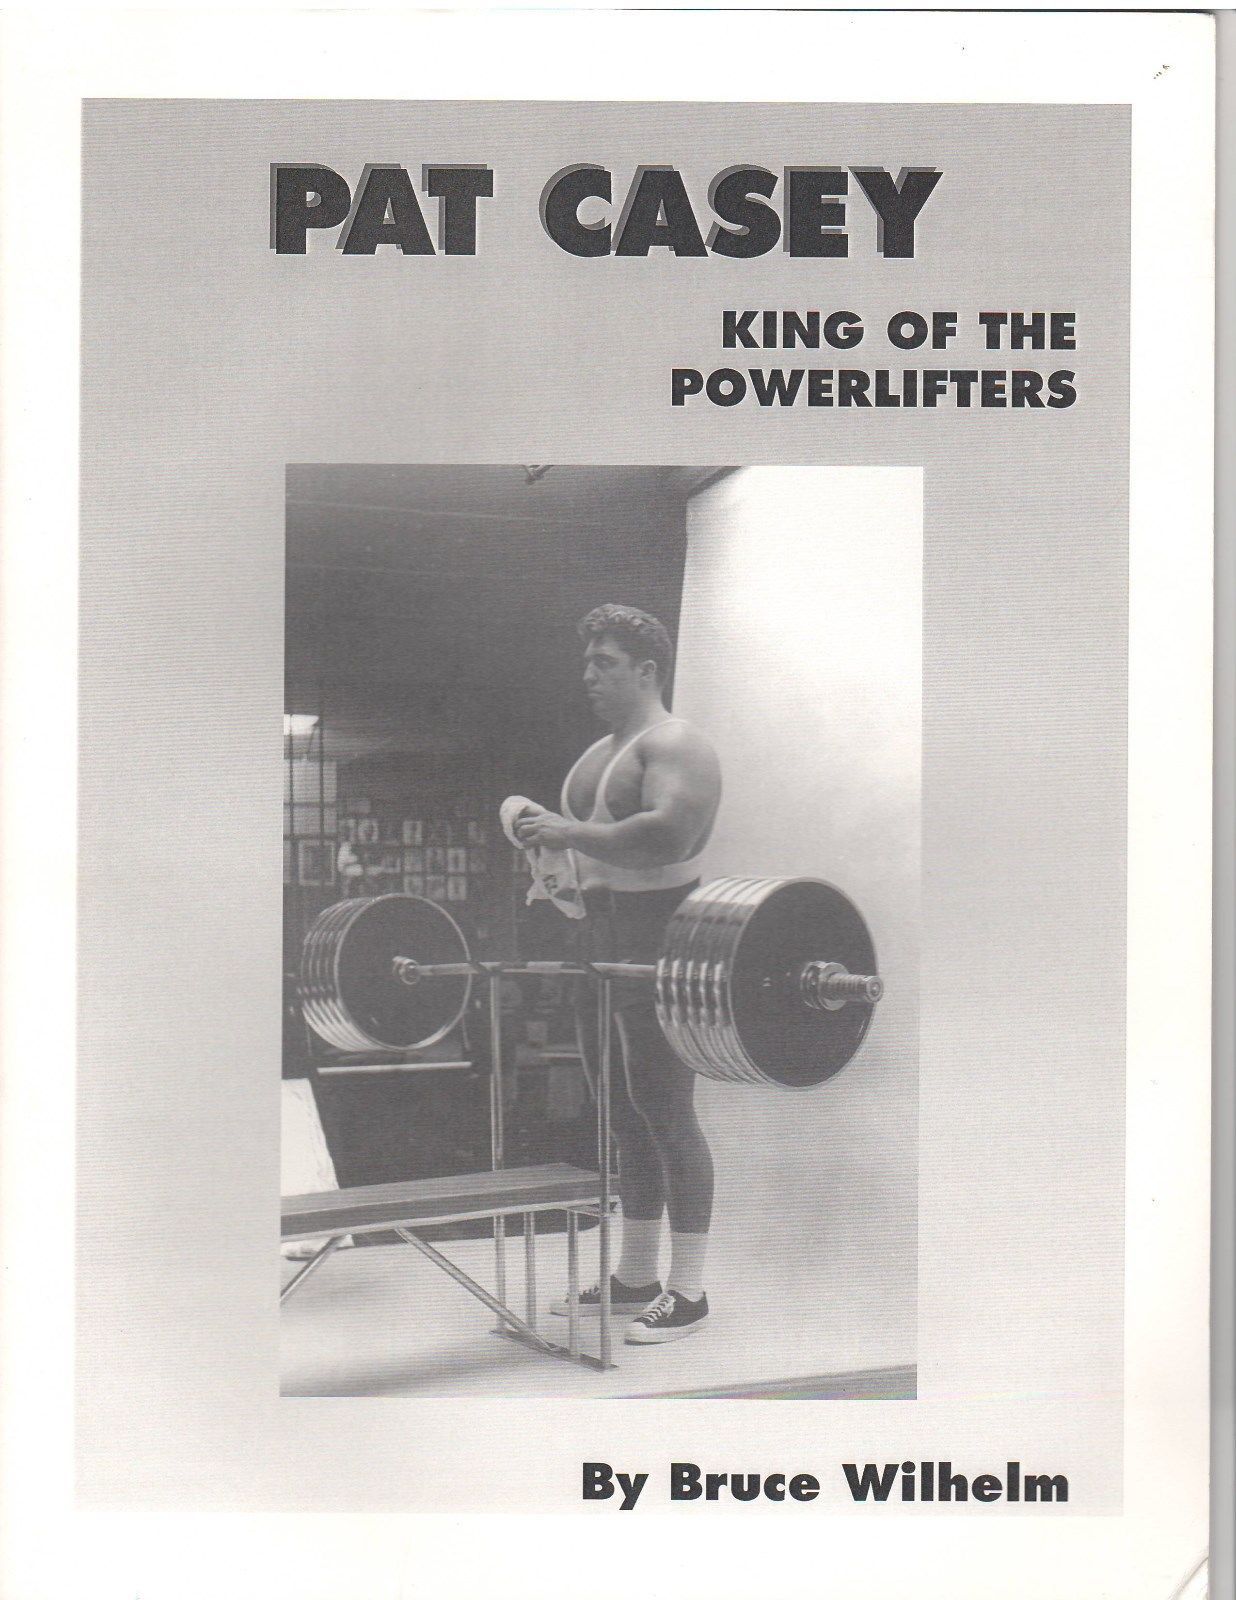 PAT CASEY
KING OF THE
POWERLIFTERS
By Bruce Wilhelm